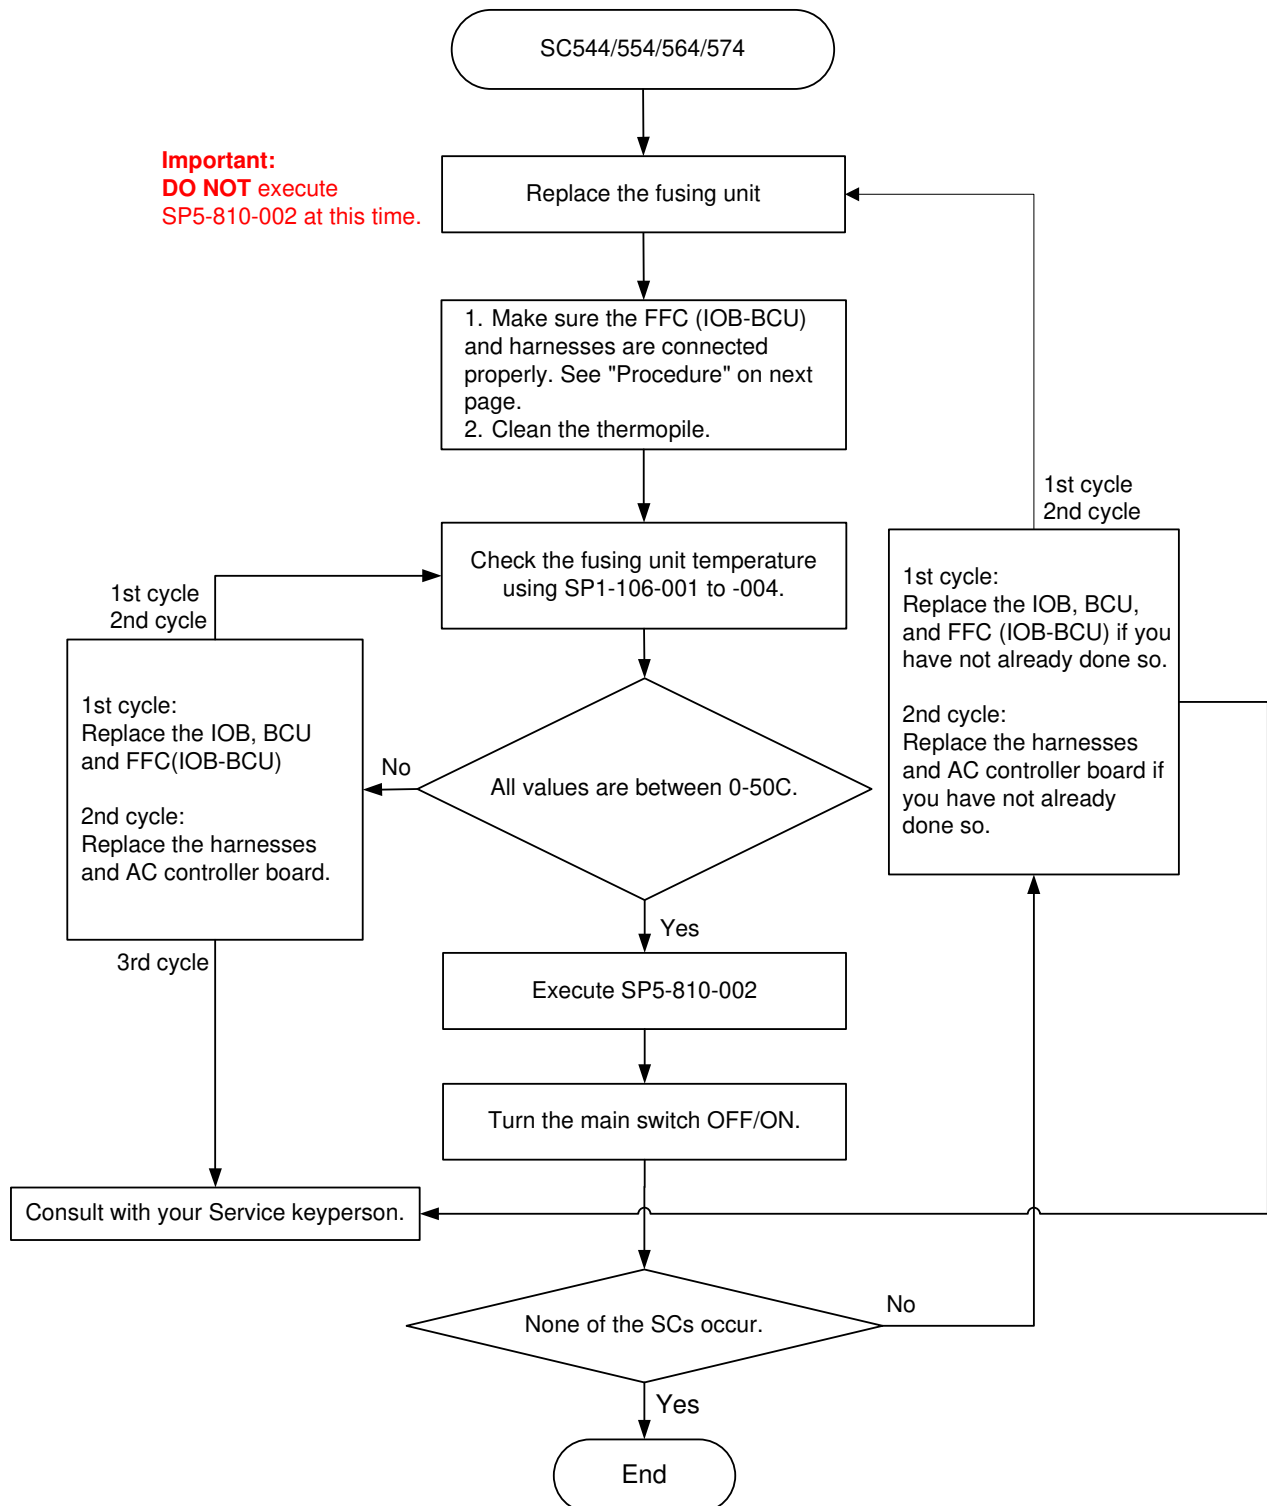 SC544/554/564/574
Important:
DO NOT execute
SP5-810-002 at this time.
Replace the fusing unit
1. Make sure the FFC (IOB-BCU)
and harnesses are connected
properly. See "Procedure" on next
page.
2. Clean the thermopile.
1st cycle
2nd cycle
Check the fusing unit temperature
using SP1-106-001 to -004.
1st cycle
2nd cycle
1st cycle:
Replace the IOB, BCU,
and FFC (IOB-BCU) if you
have not already done so.
2nd cycle:
Replace the harnesses
and AC controller board if
you have not already
done so.
1st cycle:
Replace the IOB, BCU
and FFC(IOB-BCU)
2nd cycle:
Replace the harnesses
and AC controller board.
No
All values are between 0-50C.
Yes
3rd cycle
Execute SP5-810-002
Turn the main switch OFF/ON.
Consult with your Service keyperson.
No
None of the SCs occur.
Yes
End